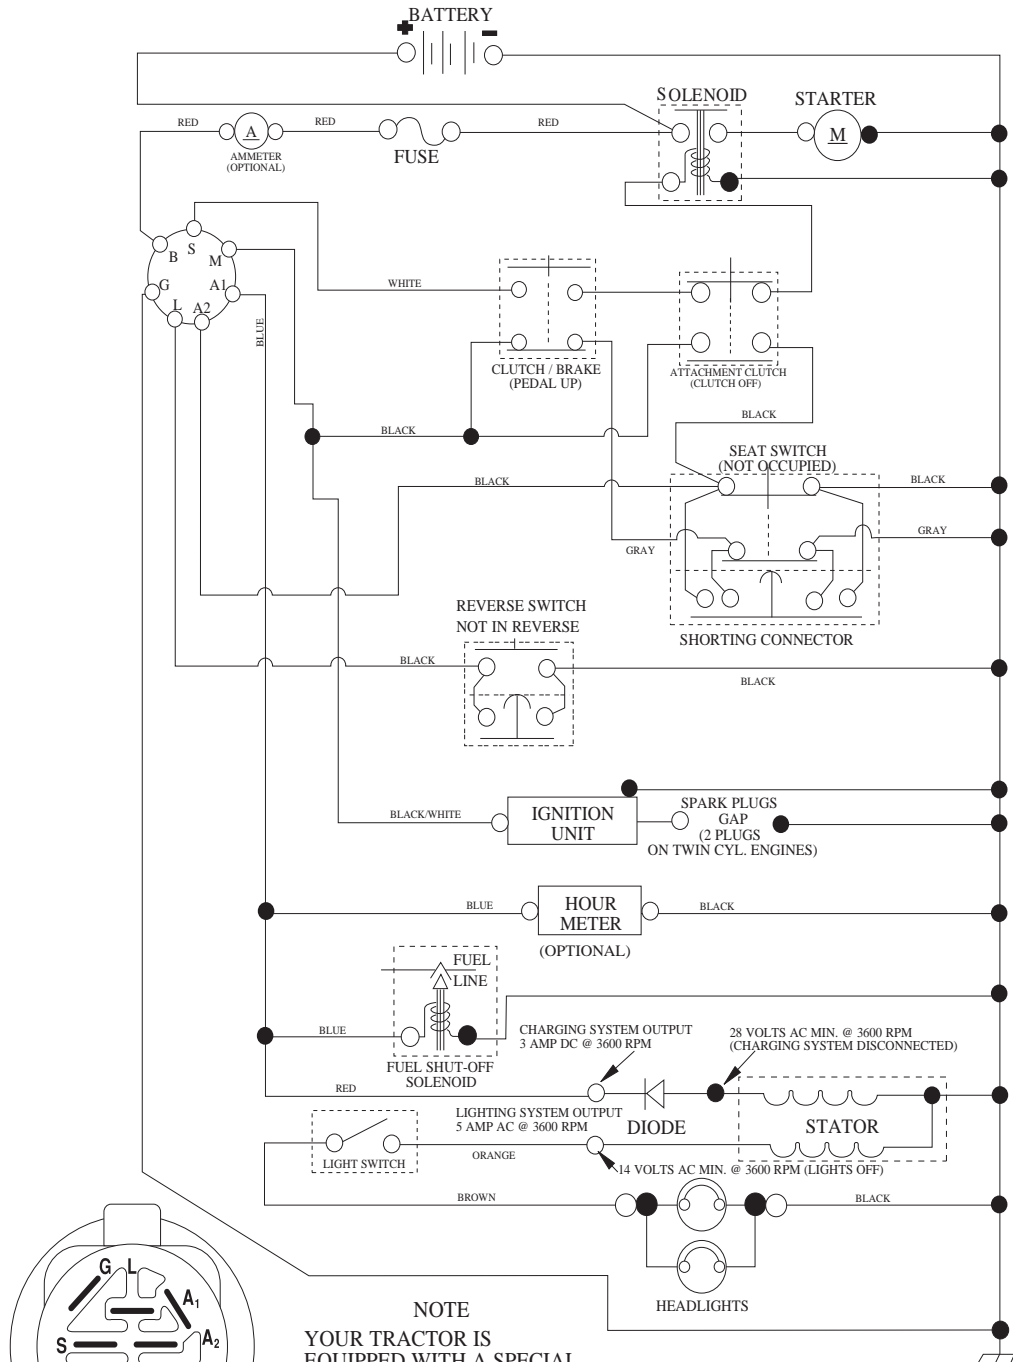 BATTERY
SOLENOID
STARTER
RED
RED
RED
A
M
AMMETER
(OPTIONAL)
FUSE
S
B
M
G
A1
L
A2
WHITE
BLUE
CLUTCH / BRAKE
(PEDAL UP)
ATTACHMENT CLUTCH
(CLUTCH OFF)
BLACK
BLACK
SEAT SWITCH
(NOT OCCUPIED)
BLACK
BLACK
GRAY
GRAY
REVERSE SWITCH
NOT IN REVERSE
SHORTING CONNECTOR
BLACK
BLACK
BLACK/WHITE
IGNITION
UNIT
SPARK PLUGS
GAP
(2 PLUGS
ON TWIN CYL. ENGINES)
BLUE
HOUR
METER
BLACK
(OPTIONAL)
FUEL
LINE
BLUE
FUEL SHUT-OFF
SOLENOID
CHARGING SYSTEM OUTPUT
3 AMP DC @ 3600 RPM
28 VOLTS AC MIN. @ 3600 RPM
(CHARGING SYSTEM DISCONNECTED)
RED
LIGHTING SYSTEM OUTPUT
5 AMP AC @ 3600 RPM
DIODE
STATOR
LIGHT SWITCH
ORANGE
14 VOLTS AC MIN. @ 3600 RPM (LIGHTS OFF)
BROWN
BLACK
HEADLIGHTS
G
L
A1
A2
S
NOTE
YOUR TRACTOR IS
EQUIPPED WITH A SPECIAL